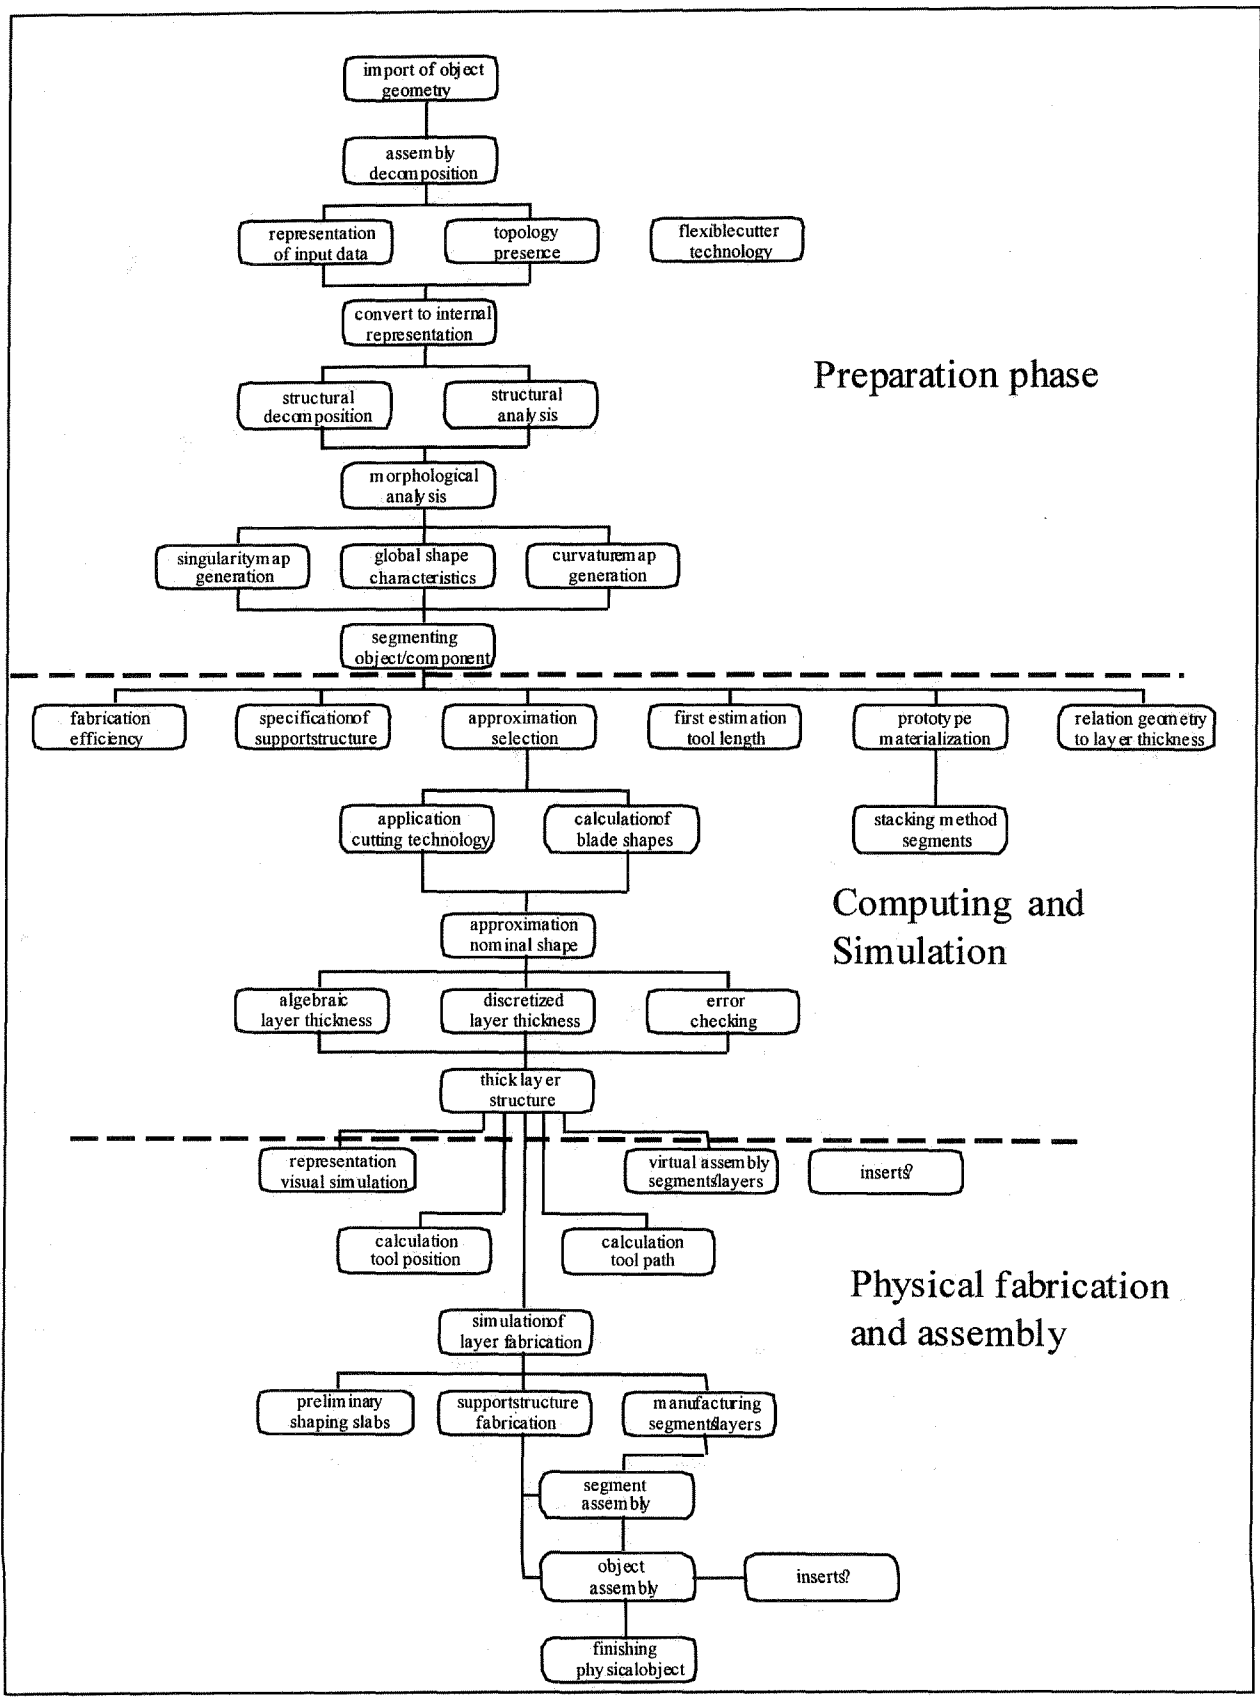 import of object
geometry
assembly
decomposition
representation
of input data
topology
presence
flexiblecutter
technology
convert to internal
representation
Preparation phase
structural
decomposition
structural
analysis
morphological
analysis
singularitymap
generation
global shape
characteristics
curvaturemap
generation
segmenting
object/component
fabrication
efficiency
specificationof
supportstructure
approximation
selection
first estimation
tool length
prototype
materialization
relation geometry
to layer thickness
application
cutting technology
calculationof
blade shapes
stacking method
segments
Computing and
Simulation
approximation
nominal shape
algebraic
layer thickness
discretized
layer thickness
error
checking
thicklayer
structure
representation
visual simulation
virtual assembly
segments/layers
inserts?
calculation
tool position
calculation
tool path
Physical fabrication
and assembly
simulationof
layer fabrication
preliminary
shaping slabs
supportstructure
fabrication
manufacturing
segments/layers
segment
assembly
object
assembly
inserts?
finishing
physicalobject